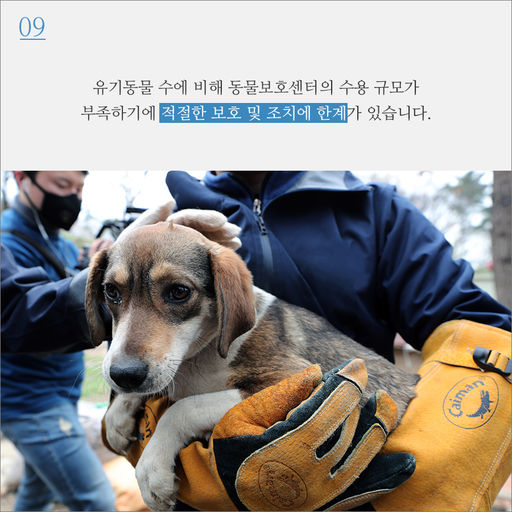 09
유기동물 수에 비해 동물보호센터의 수용 규모가
부족하기에 적절한 보호 및 조치에 한계가 있습니다.
Caiman